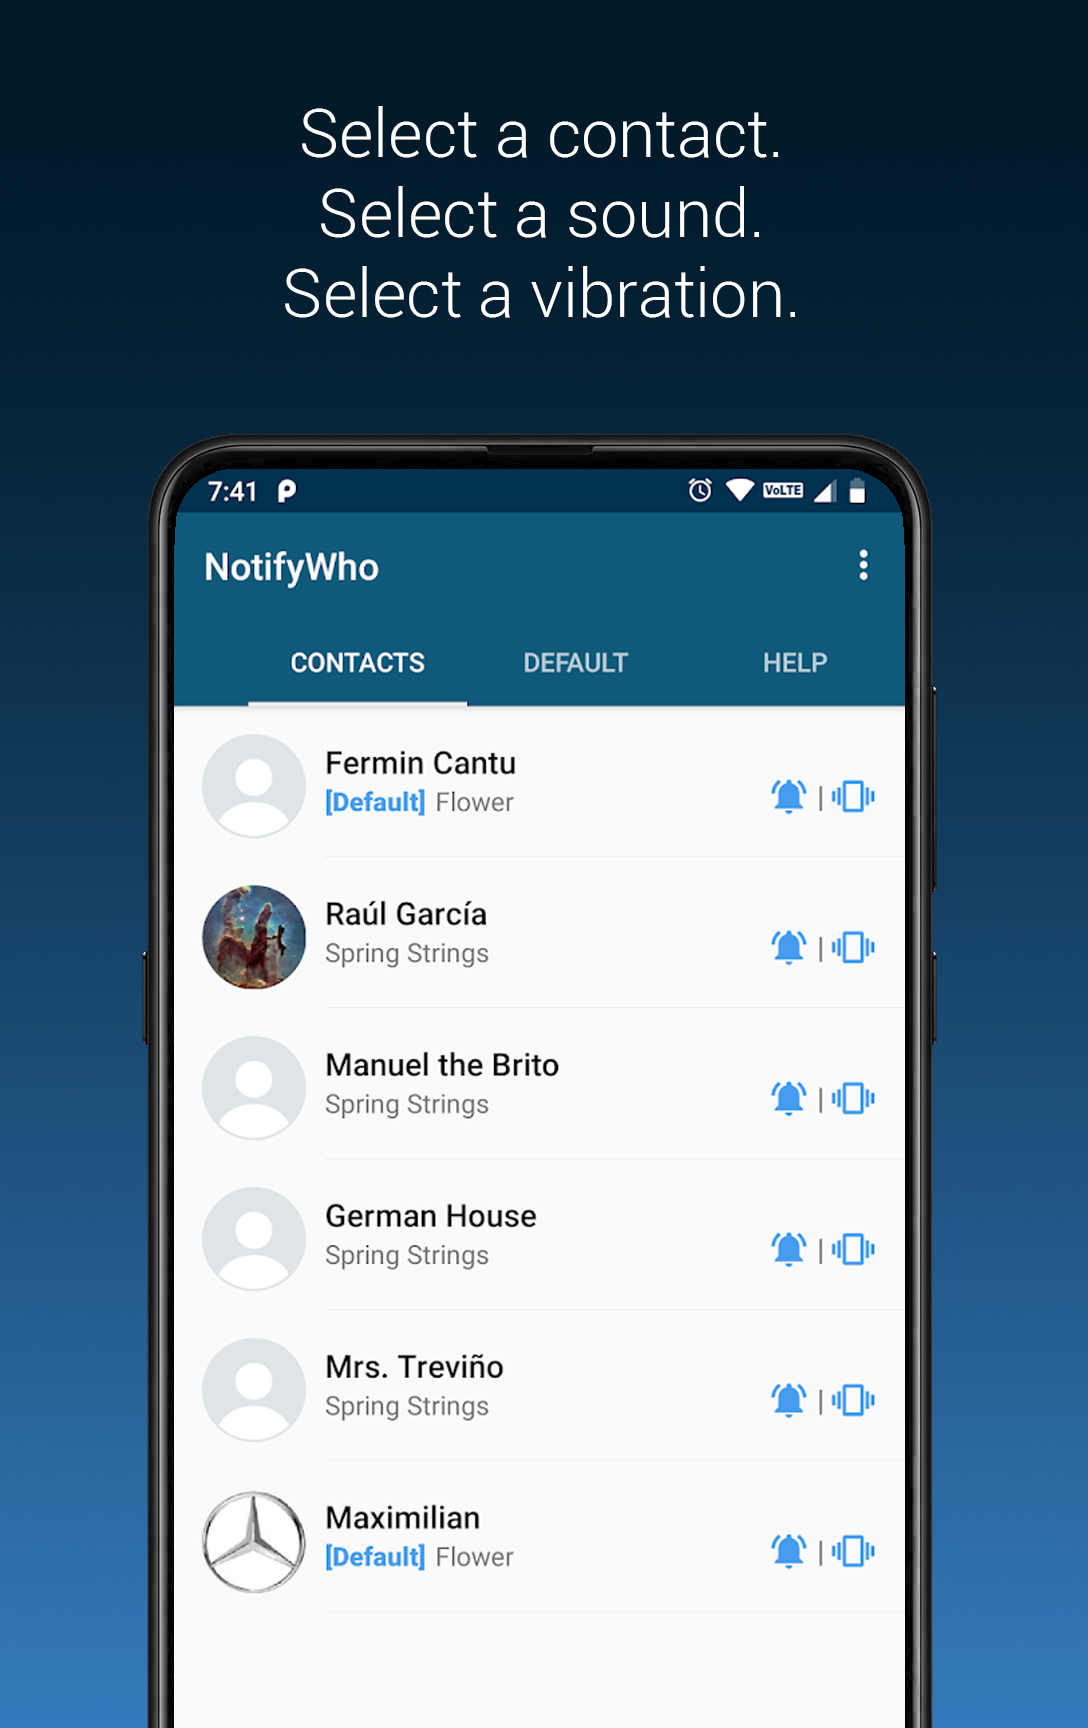 Select a contact.
Select a sound.
Select a vibration.
7:41
VoLTE
NotifyWho
CONTACTS DEFAULT HELP
Fermin Cantu
[Default] Flower
Raúl García
Spring Strings
Manuel the Brito
Spring Strings
German House
Spring Strings
Mrs. Treviño
Spring Strings
Maximilian
[Default] Flower